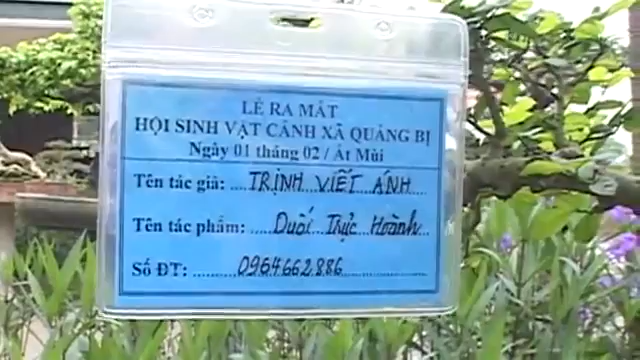 LỄ RA MẮT
HỘI SINH VẬT CẢNH XÃ QUẢNG BỊ
Ngày 01 tháng 02 / Ất Mùi
Tên tác giả: TRỊNH VIẾT ÁNH
Tên tác phẩm: Duối Trực Hoành
Số ĐT: 0964662886